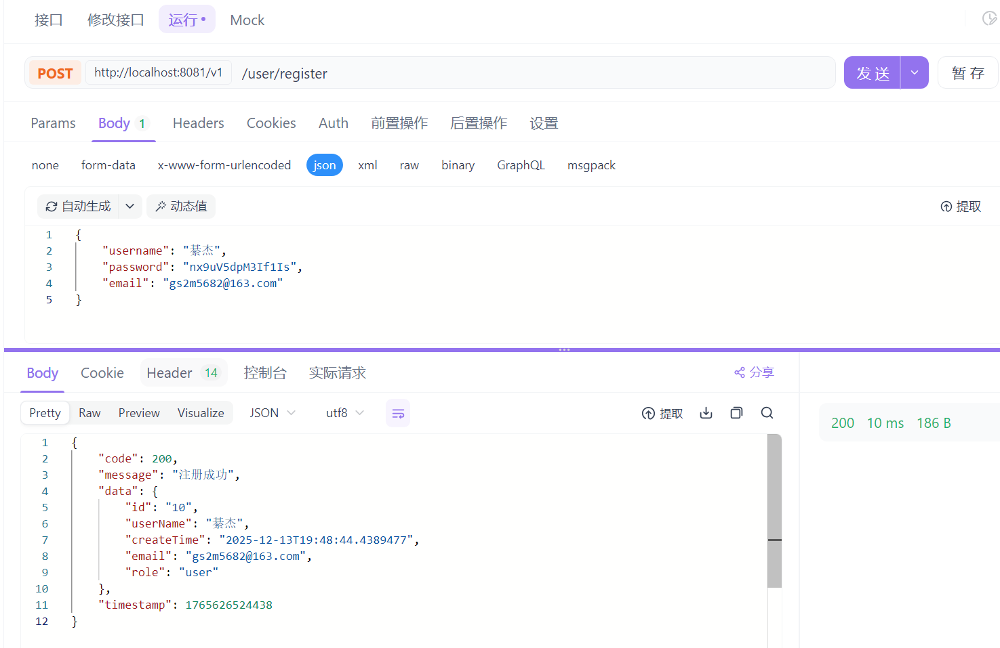 接口 修改接口 运行 • Mock
POST http://localhost:8081/v1 /user/register 发送 暂存
Params Body 1 Headers Cookies Auth 前置操作 后置操作 设置
none form-data x-www-form-urlencoded json xml raw binary GraphQL msgpack
自动生成 动态值 提取
1 {
2 "username": "綦杰",
3 "password": "nx9uV5dpM3If1Is",
4 "email": "gs2m5682@163.com"
5 }
Body Cookie Header 14 控制台 实际请求 分享
Pretty Raw Preview Visualize JSON utf8 提取
200 10 ms 186 B
1 {
2 "code": 200,
3 "message": "注册成功",
4 "data": {
5 "id": "10",
6 "userName": "綦杰",
7 "createTime": "2025-12-13T19:48:44.4389477",
8 "email": "gs2m5682@163.com",
9 "role": "user"
10 },
11 "timestamp": 1765626524438
12 }